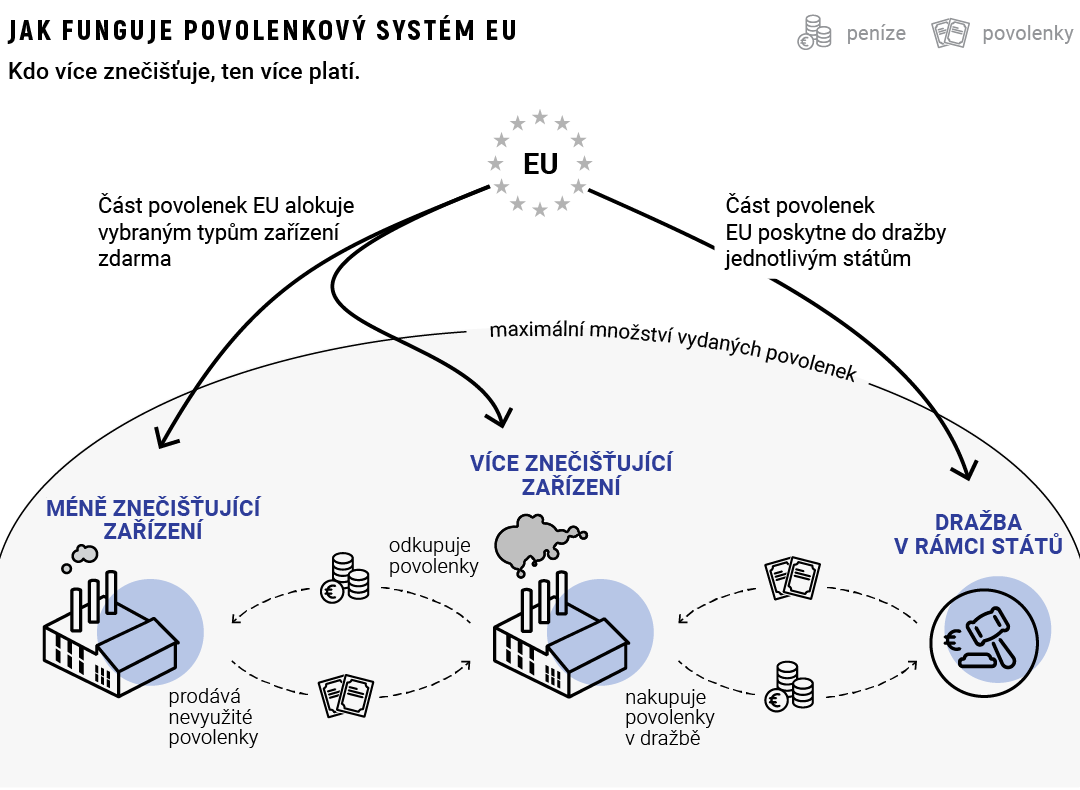 JAK FUNGUJE POVOLENKOVÝ SYSTÉM EU
peníze
povolenky
Kdo více znečišťuje, ten více platí.
EU
Část povolenek EU alokuje
vybraným typům zařízení
zdarma
Část povolenek
EU poskytne do dražby
jednotlivým státům
maximální množství vydaných povolenek
VÍCE ZNEČIŠŤUJÍCÍ
ZAŘÍZENÍ
MÉNĚ ZNEČIŠŤUJÍCÍ
ZAŘÍZENÍ
DRAŽBA
V RÁMCI STÁTŮ
odkupuje
povolenky
prodává
nevyužité
povolenky
nakupuje
povolenky
v dražbě